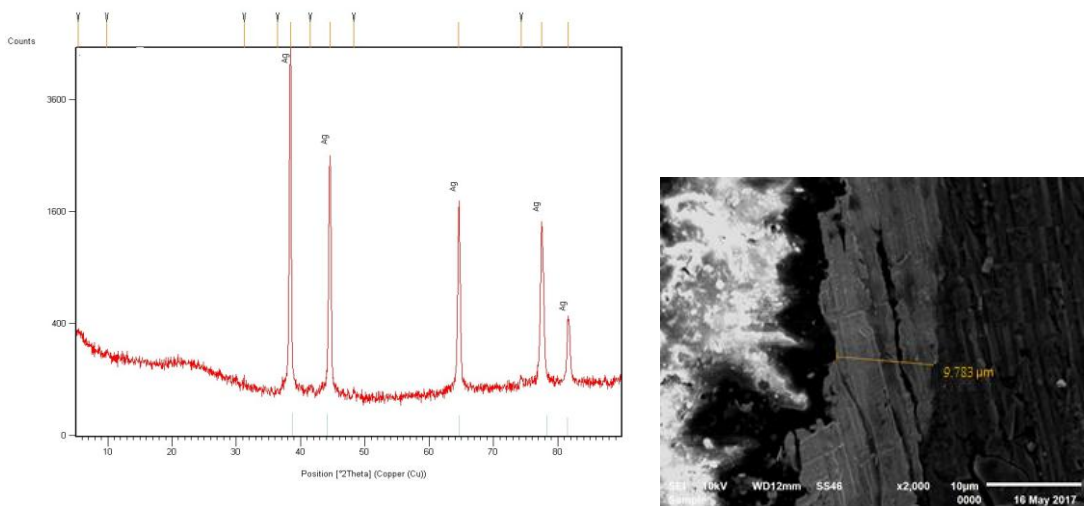 Counts
Ag
3600
Ag
Ag
1600
Ag
Ag
400
0
10 20 30 40 50 60 70 80
Position [°2Theta] (Copper (Cu))
9.783 µm
SEI 10kV WD12mm SS46 x2,000 10µm
Sample 0000 16 May 2017